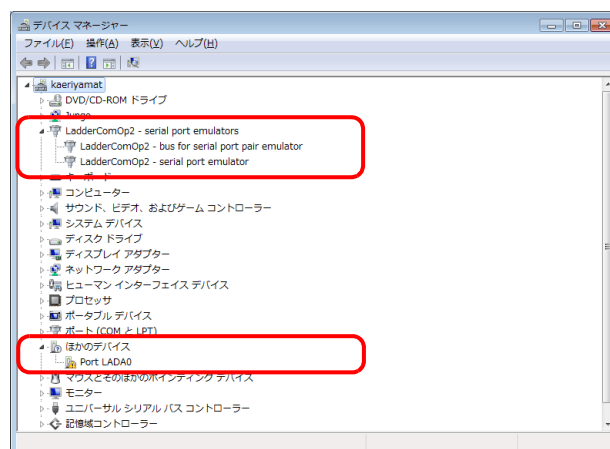 デバイス マネージャー
ファイル(F) 操作(A) 表示(V) ヘルプ(H)
kaeriyamat
DVD/CD-ROM ドライブ
Jungo
LadderComOp2 - serial port emulators
LadderComOp2 - bus for serial port pair emulator
LadderComOp2 - serial port emulator
キーボード
コンピューター
サウンド、ビデオ、およびゲーム コントローラー
システム デバイス
ディスク ドライブ
ディスプレイ アダプター
ネットワーク アダプター
ヒューマン インターフェイス デバイス
プロセッサ
ポータブル デバイス
ポート (COM と LPT)
ほかのデバイス
Port LADA0
マウスとそのほかのポインティング デバイス
モニター
ユニバーサル シリアル バス コントローラー
記憶域コントローラー